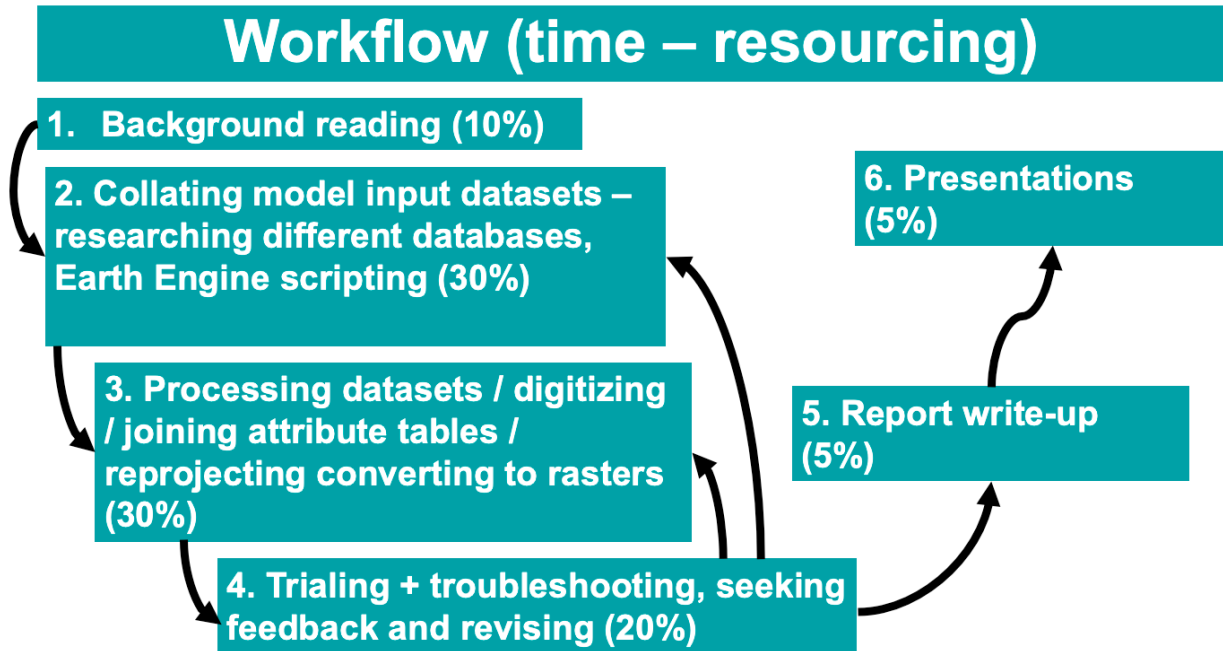 Workflow (time – resourcing)
1. Background reading (10%)
2. Collating model input datasets –
researching different databases,
Earth Engine scripting (30%)
3. Processing datasets / digitizing
/ joining attribute tables /
reprojecting converting to rasters
(30%)
4. Trialing + troubleshooting, seeking
feedback and revising (20%)
5. Report write-up
(5%)
6. Presentations
(5%)